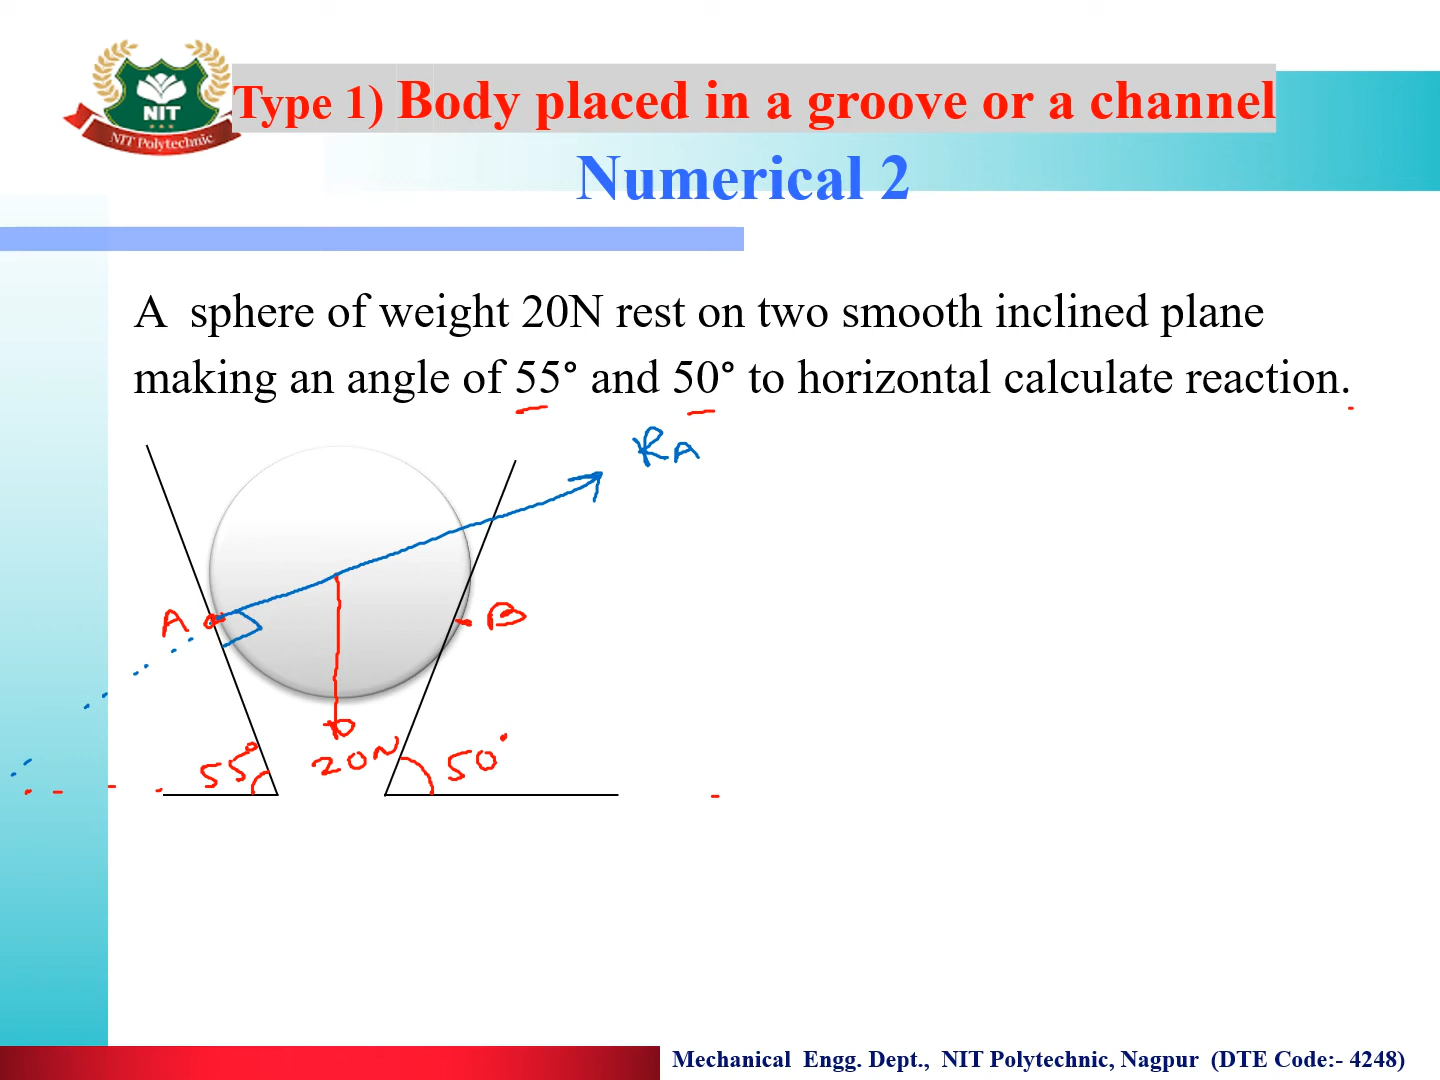 NIT
NIT Polytechnic
Type 1) Body placed in a groove or a channel
Numerical 2
A sphere of weight 20N rest on two smooth inclined plane
making an angle of 55° and 50° to horizontal calculate reaction.
RA
A
B
55°
20N
50°
Mechanical Engg. Dept., NIT Polytechnic, Nagpur (DTE Code:- 4248)